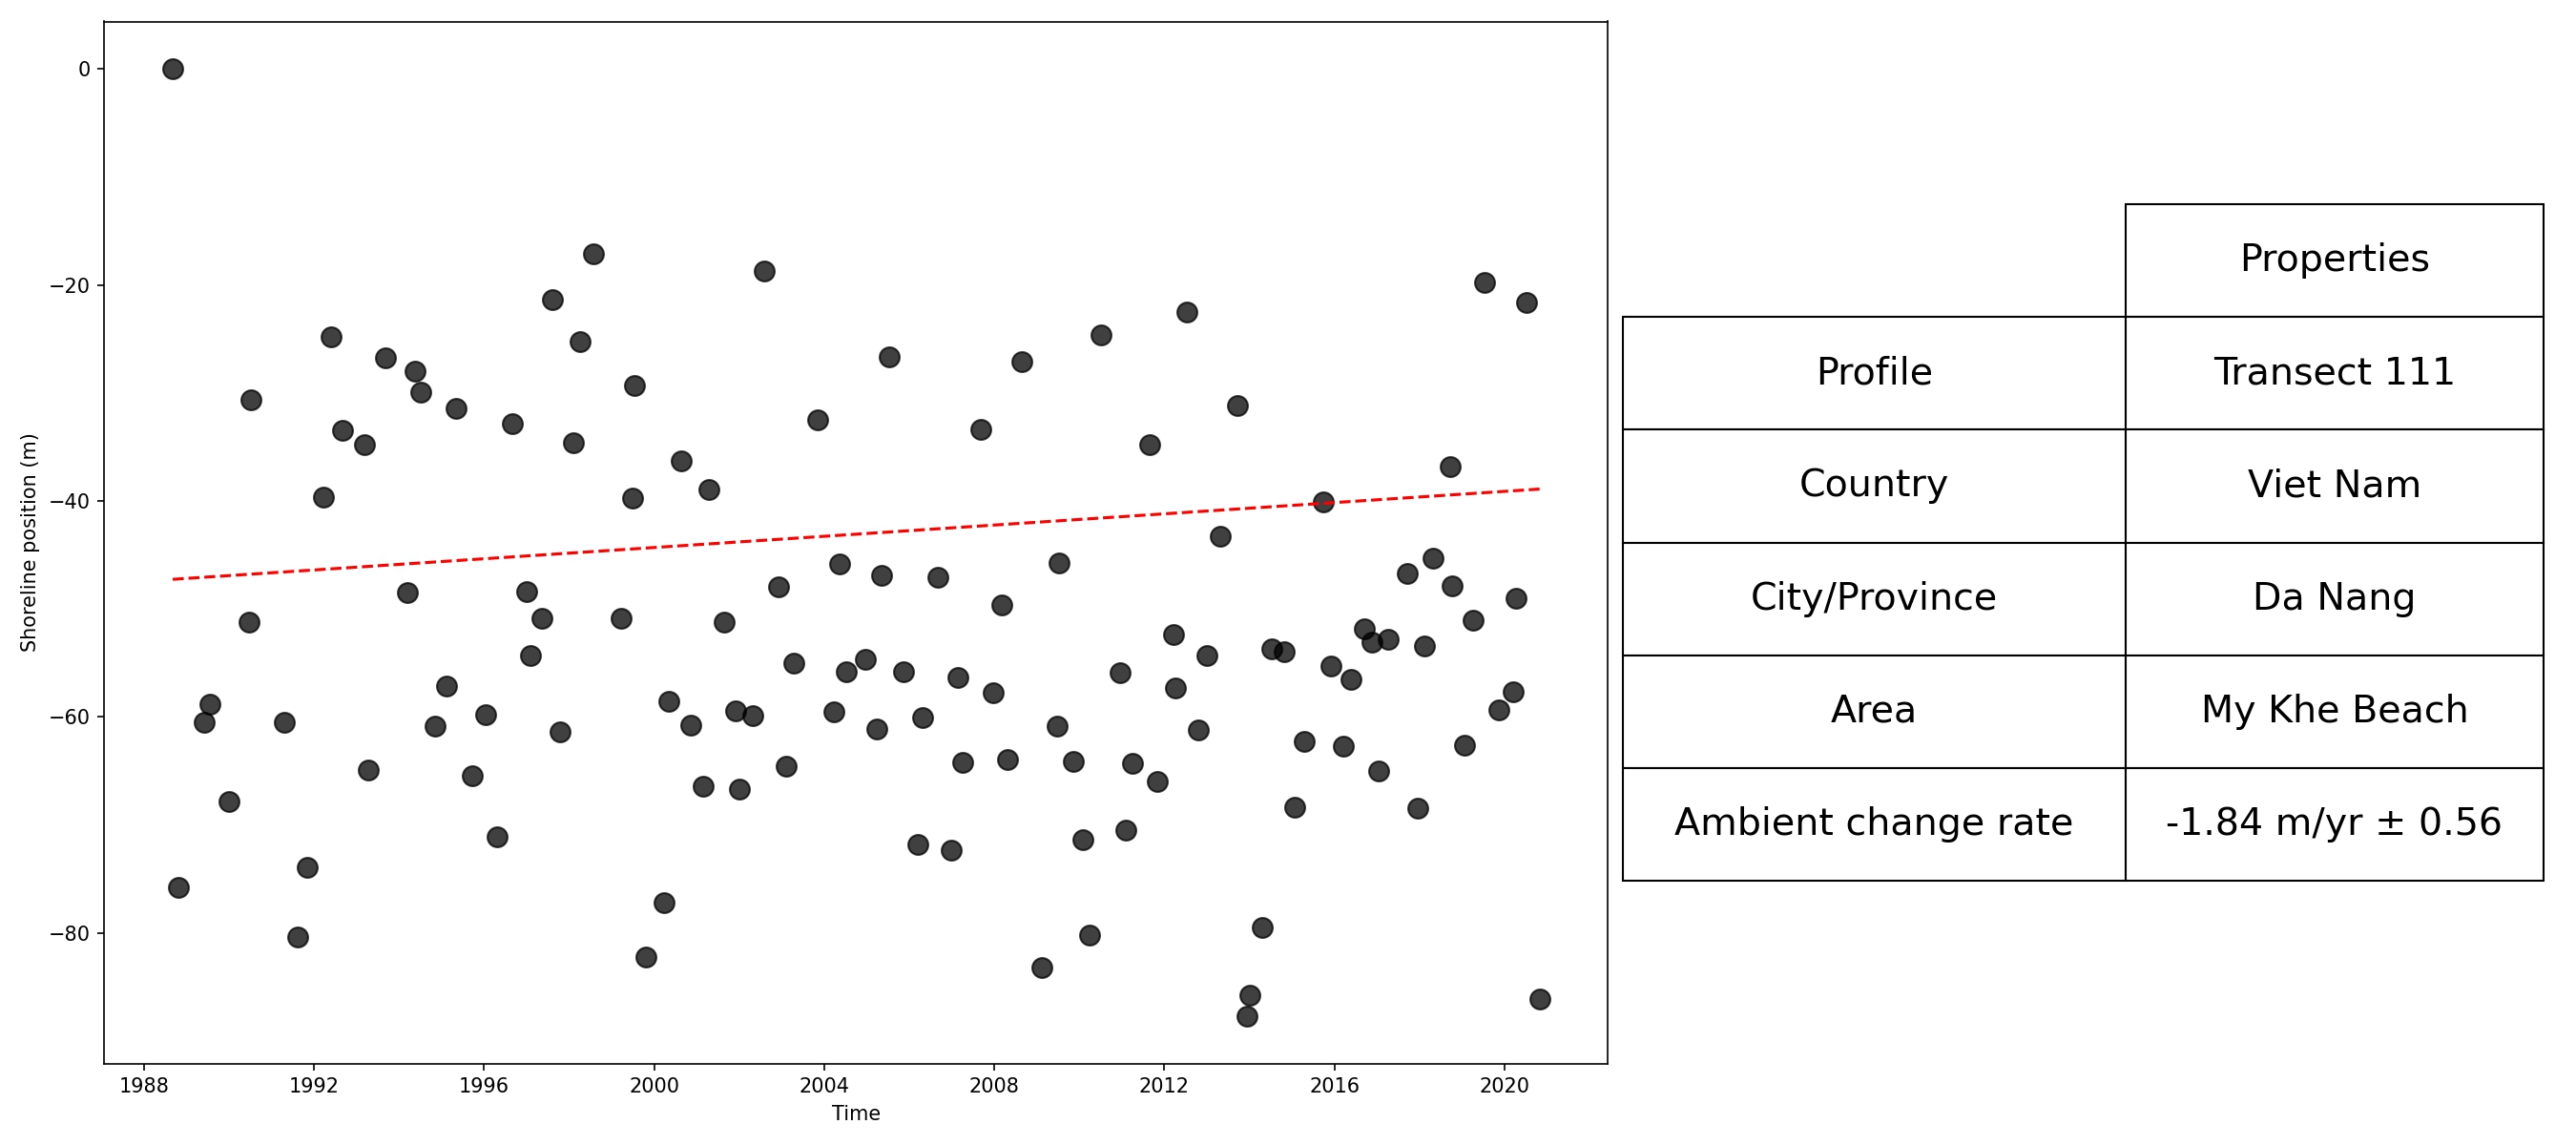 0
−20
−40
−60
−80
Shoreline position (m)
1988 1992 1996 2000 2004 2008 2012 2016 2020
Time
Properties
Profile Transect 111
Country Viet Nam
City/Province Da Nang
Area My Khe Beach
Ambient change rate -1.84 m/yr ± 0.56